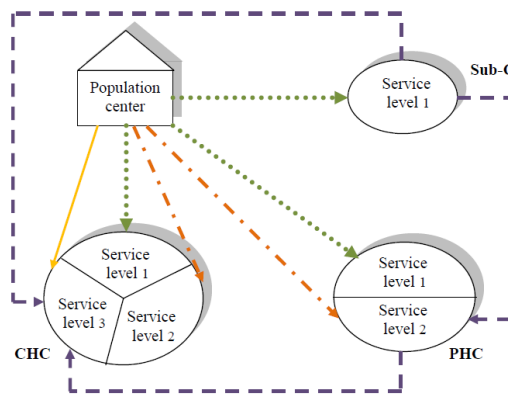 Population
center
Service
level 1
Sub-C
Service
level 1
Service
level 3
Service
level 2
CHC
Service
level 1
Service
level 2
PHC